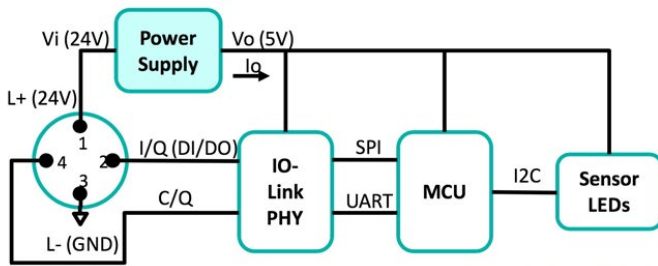 Vi (24V)
Power
Supply
Vo (5V)
Io
L+ (24V)
1
4
2
3
I/Q (DI/DO)
C/Q
L- (GND)
IO-
Link
PHY
SPI
UART
MCU
I2C
Sensor
LEDs